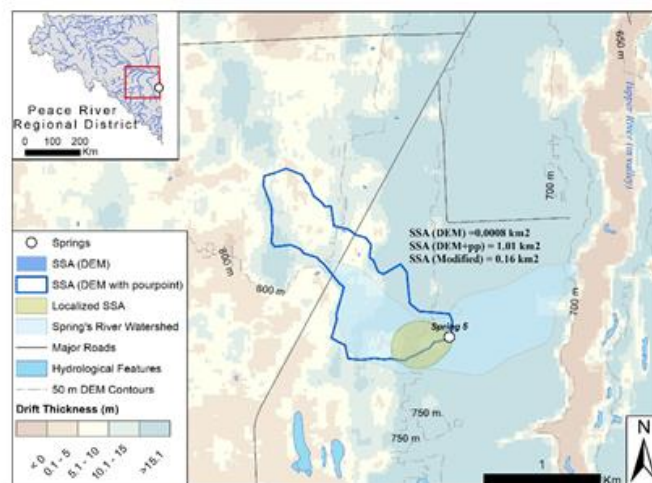 Peace River
Regional District
0 100 200
Km
Springs
SSA (DEM)
SSA (DEM with pourpoint)
Localized SSA
Spring's River Watershed
Major Roads
Hydrological Features
50 m DEM Contours
Drift Thickness (m)
< 0
0.1 - 5
5.1 - 10
10.1 - 15
>15.1
SSA (DEM) =0.0008 km2
SSA (DEM+pp) = 1.01 km2
SSA (Modified) = 0.16 km2
Spring 5
800 m
800 m
700 m
700 m
650 m
750 m
750 m
1
Km
N